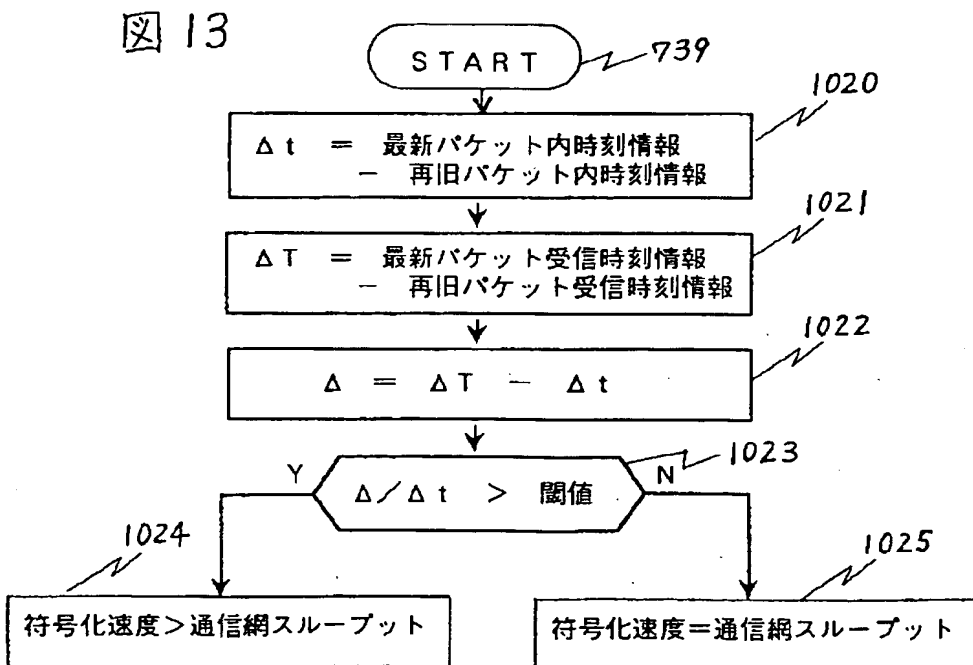 図13
START
739
1020
Δt = 最新パケット内時刻情報
− 再旧パケット内時刻情報
1021
ΔT = 最新パケット受信時刻情報
− 再旧パケット受信時刻情報
1022
Δ = ΔT − Δt
1023
Y
Δ/Δt > 閾値
N
1024
1025
符号化速度>通信網スループット
符号化速度=通信網スループット